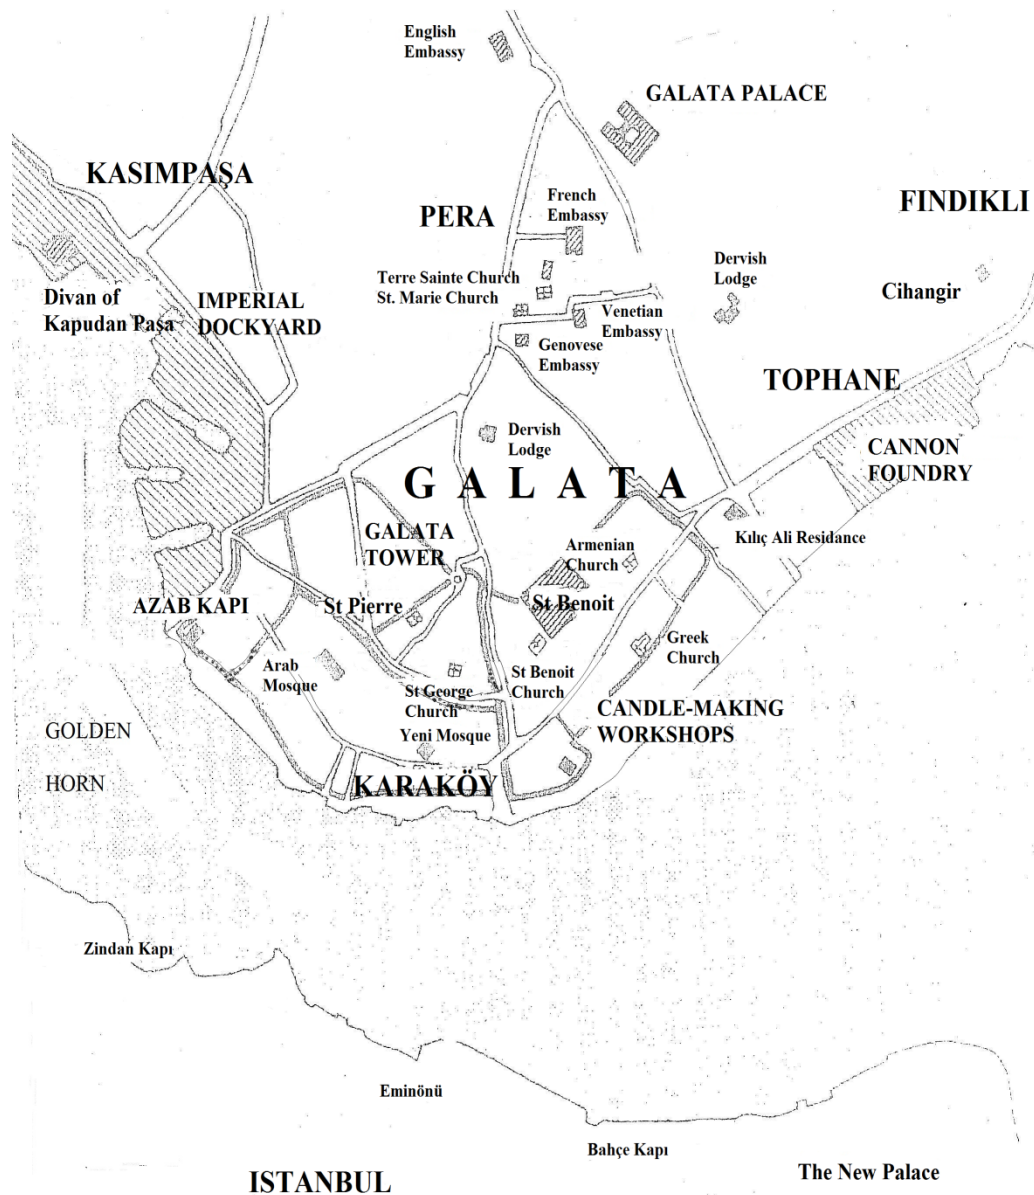 English
Embassy
GALATA PALACE
KASIMPAŞA
PERA
French
Embassy
FINDIKLI
Divan of
Kapudan Paşa
IMPERIAL
DOCKYARD
Terre Sainte Church
St. Marie Church
Dervish
Lodge
Cihangir
Venetian
Embassy
Genovese
Embassy
TOPHANE
Dervish
Lodge
CANNON
FOUNDRY
GALATA
GALATA
TOWER
Armenian
Church
Kılıç Ali Residance
AZAB KAPI
St Pierre
St Benoit
Greek
Church
Arab
Mosque
St George
Church
St Benoit
Church
Yeni Mosque
CANDLE-MAKING
WORKSHOPS
GOLDEN
HORN
KARAKÖY
Zindan Kapı
Eminönü
Bahçe Kapı
The New Palace
ISTANBUL